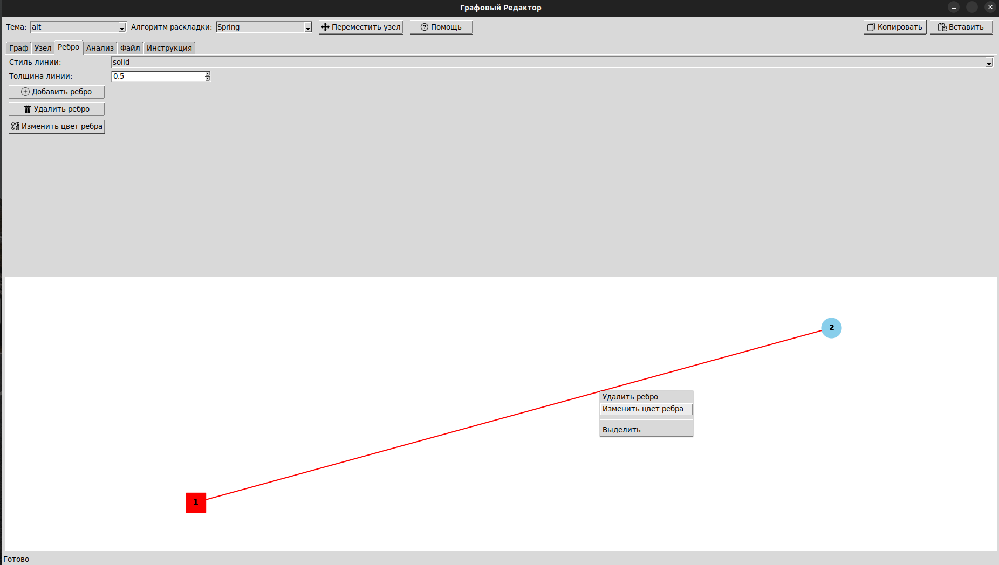 Графовый Редактор
Тема: alt Алгоритм раскладки: Spring Переместить узел Помощь Копировать Вставить
Граф Узел Ребро Анализ Файл Инструкция
Стиль линии: solid
Толщина линии: 0.5
Добавить ребро
Удалить ребро
Изменить цвет ребра
2
Удалить ребро
Изменить цвет ребра
Выделить
1
Готово